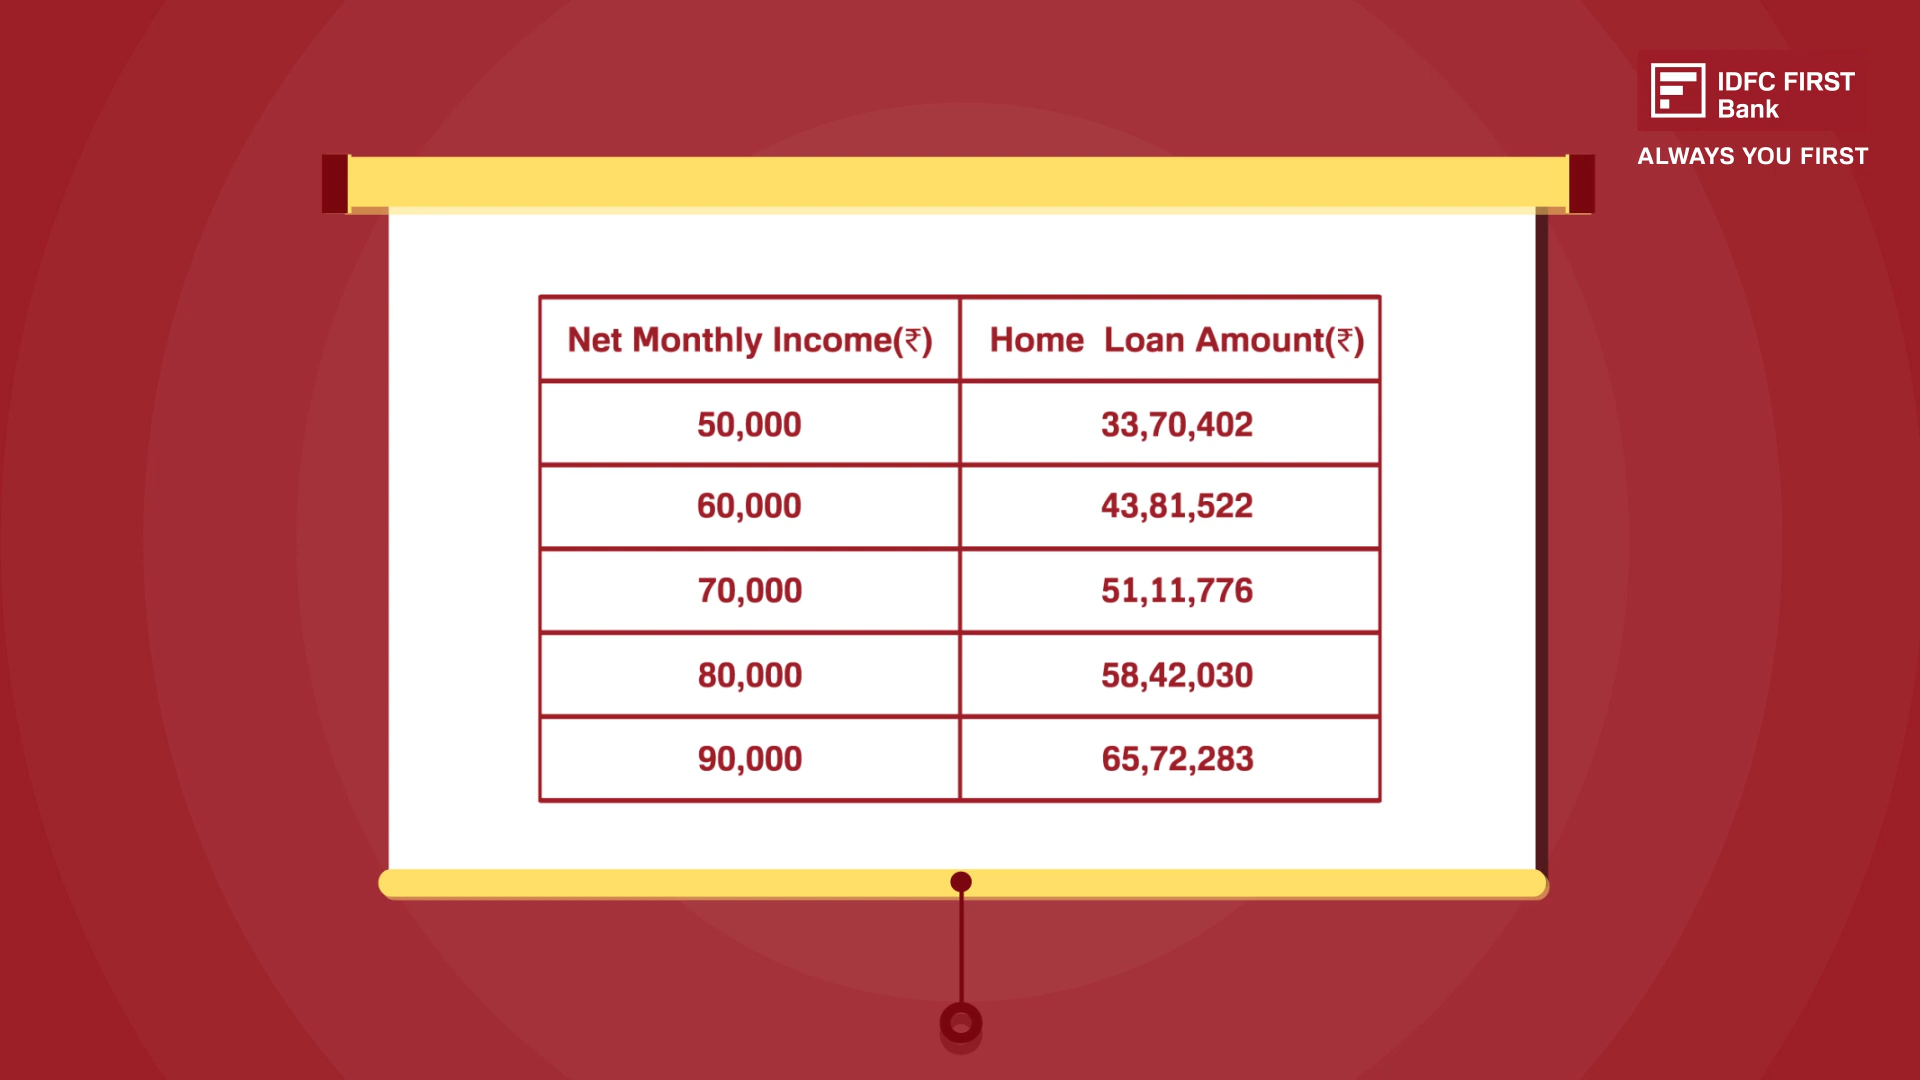 IDFC FIRST
Bank
ALWAYS YOU FIRST
Net Monthly Income(₹) Home Loan Amount(₹)
50,000 33,70,402
60,000 43,81,522
70,000 51,11,776
80,000 58,42,030
90,000 65,72,283